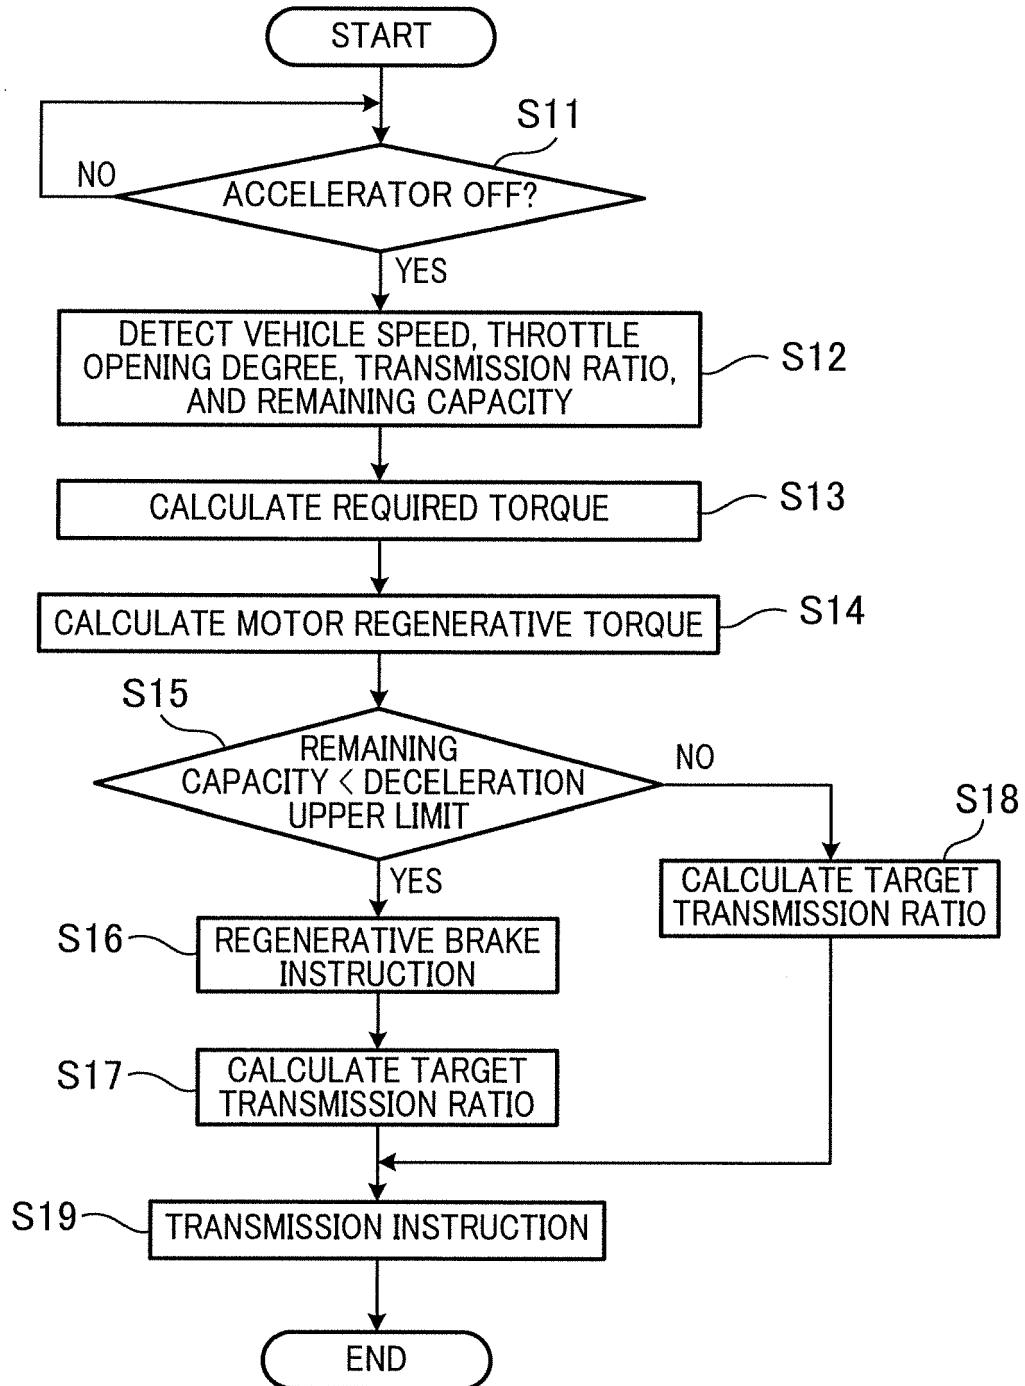 START
S11
NO
ACCELERATOR OFF?
YES
DETECT VEHICLE SPEED, THROTTLE
OPENING DEGREE, TRANSMISSION RATIO,
AND REMAINING CAPACITY
S12
CALCULATE REQUIRED TORQUE
S13
CALCULATE MOTOR REGENERATIVE TORQUE
S14
S15
REMAINING
CAPACITY < DECELERATION
UPPER LIMIT
NO
YES
S18
CALCULATE TARGET
TRANSMISSION RATIO
S16
REGENERATIVE BRAKE
INSTRUCTION
S17
CALCULATE TARGET
TRANSMISSION RATIO
S19
TRANSMISSION INSTRUCTION
END